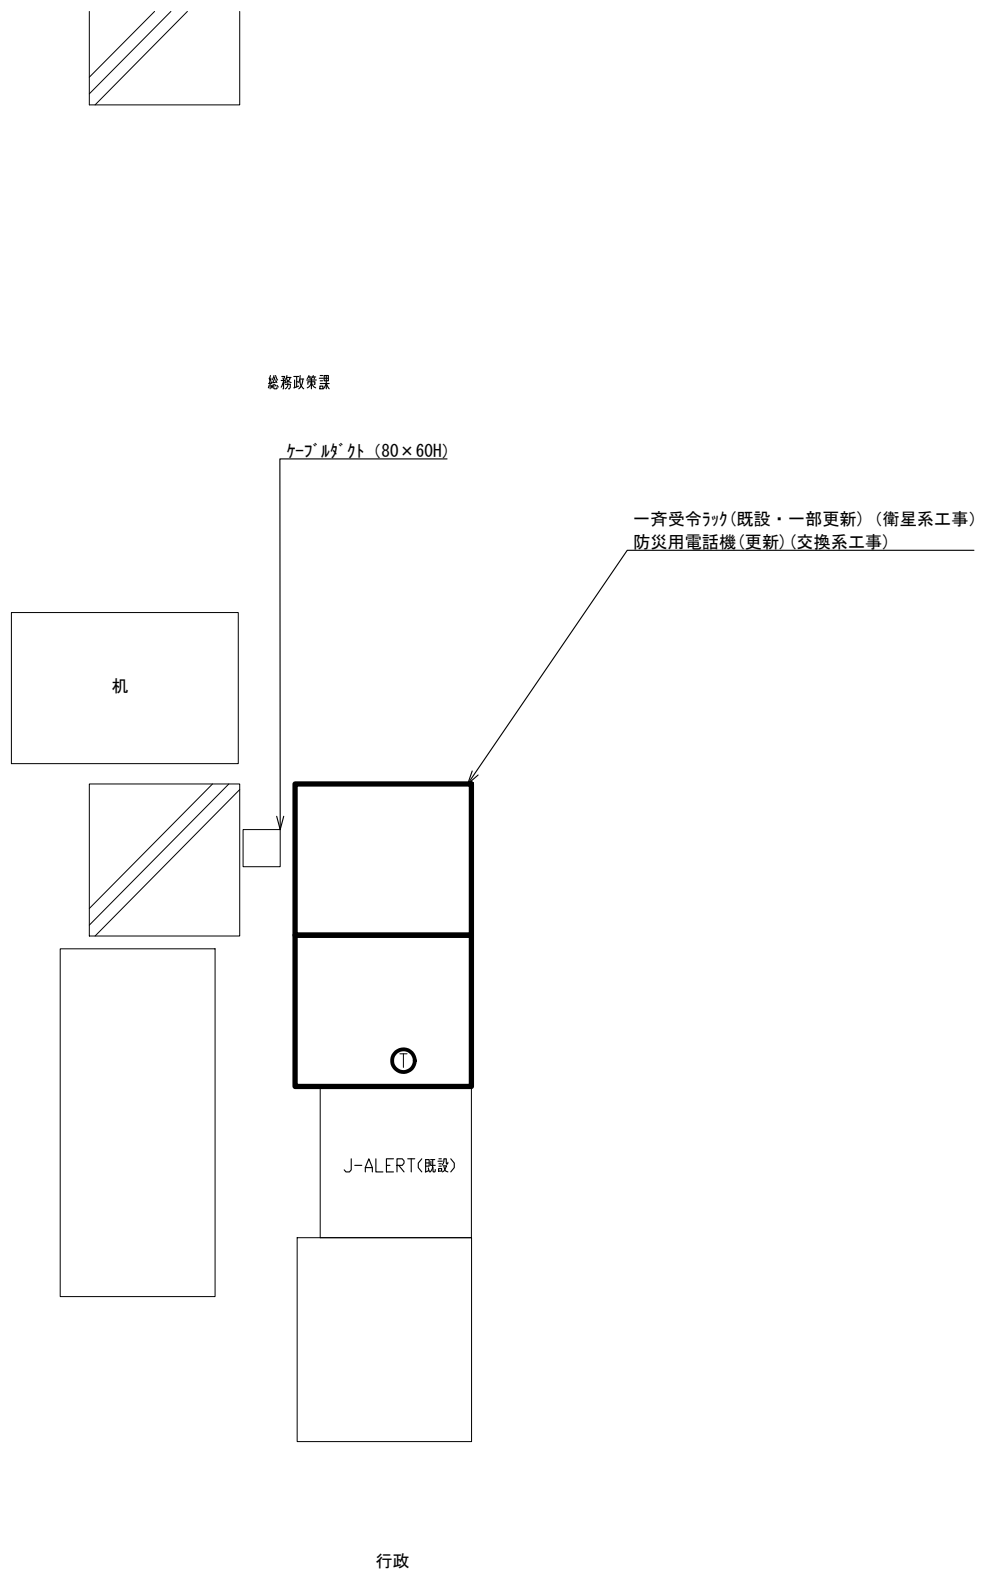 総務政策課
ｹｰﾌﾞﾙﾀﾞｸﾄ (80×60H)
一斉受令ﾗｯｸ(既設・一部更新) (衛星系工事)
防災用電話機(更新)(交換系工事)
机
T
J-ALERT(既設)
行政